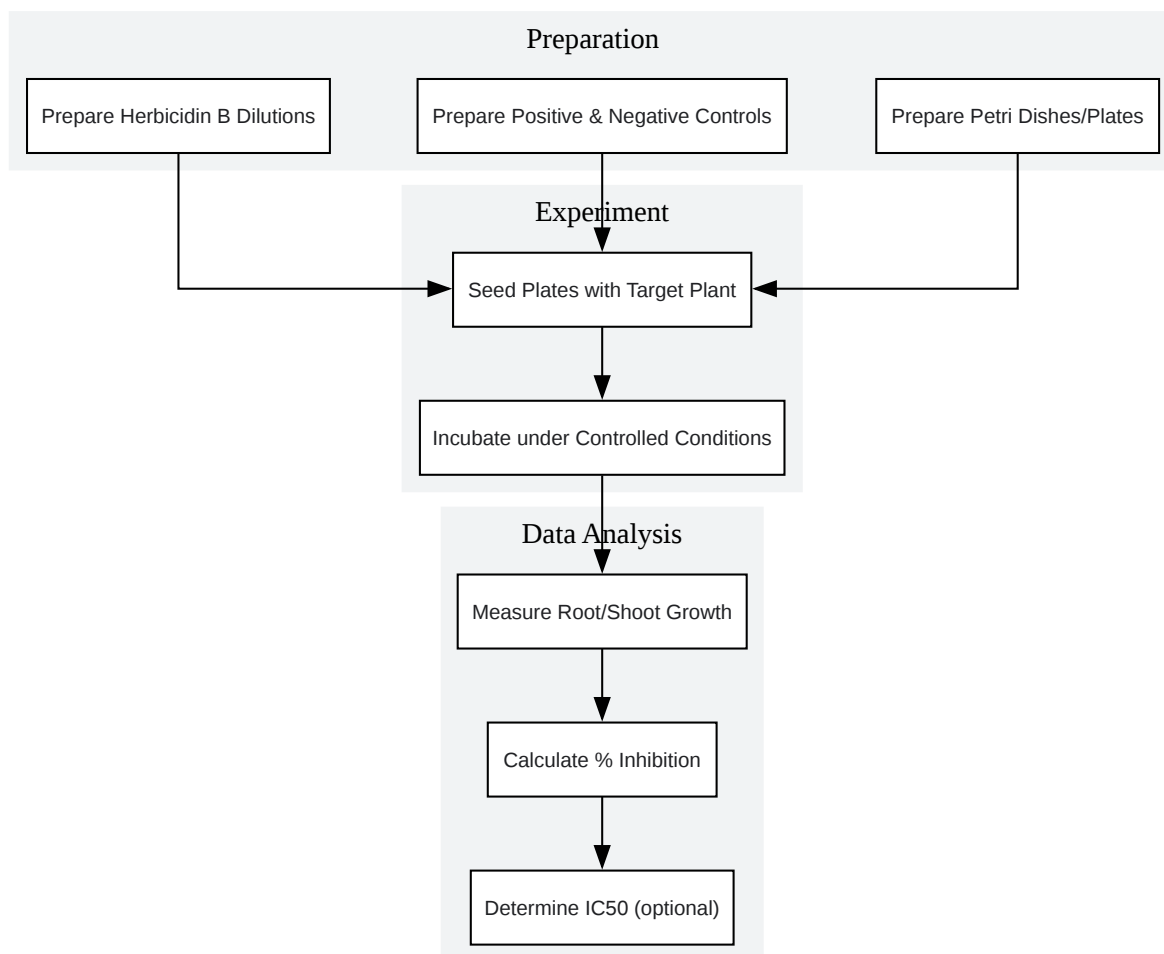 Preparation
Prepare Herbicidin B Dilutions
Prepare Positive & Negative Controls
Prepare Petri Dishes/Plates
Experiment
Seed Plates with Target Plant
Incubate under Controlled Conditions
Data Analysis
Measure Root/Shoot Growth
Calculate % Inhibition
Determine IC50 (optional)